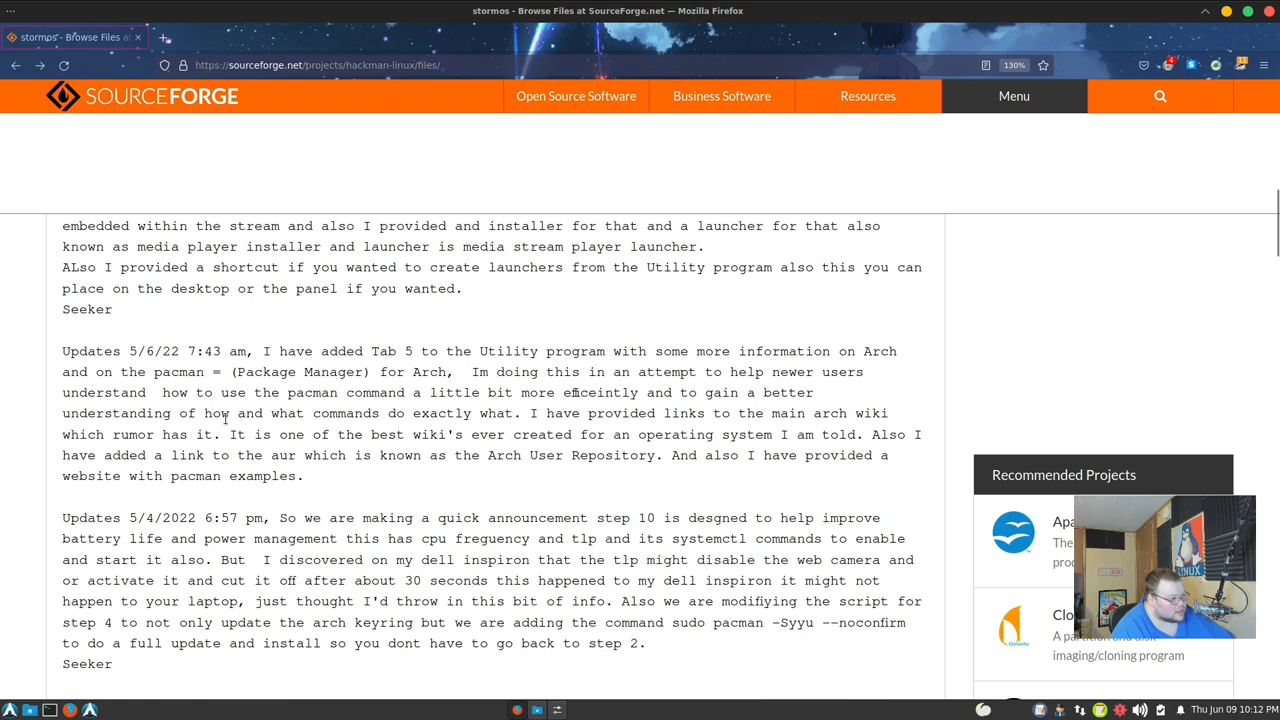 stormos - Browse Files at SourceForge.net — Mozilla Firefox
stormos - Browse Files at
https://sourceforge.net/projects/hackman-linux/files/
130%
4
11
SOURCEFORGE
Open Source Software
Business Software
Resources
Menu
embedded within the stream and also I provided and installer for that and a launcher for that also
known as media player installer and launcher is media stream player launcher.
ALso I provided a shortcut if you wanted to create launchers from the Utility program also this you can
place on the desktop or the panel if you wanted.
Seeker
Updates 5/6/22 7:43 am, I have added Tab 5 to the Utility program with some more information on Arch
and on the pacman = (Package Manager) for Arch,  Im doing this in an attempt to help newer users
understand  how to use the pacman command a little bit more efficeintly and to gain a better
understanding of how and what commands do exactly what. I have provided links to the main arch wiki
which rumor has it. It is one of the best wiki's ever created for an operating system I am told. Also I
have added a link to the aur which is known as the Arch User Repository. And also I have provided a
website with pacman examples.
Updates 5/4/2022 6:57 pm, So we are making a quick announcement step 10 is desgned to help improve
battery life and power management this has cpu freguency and tlp and its systemctl commands to enable
and start it also. But  I discovered on my dell inspiron that the tlp might disable the web camera and
or activate it and cut it off after about 30 seconds this happened to my dell inspiron it might not
happen to your laptop, just thought I'd throw in this bit of info. Also we are modifiying the script for
step 4 to not only update the arch keyring but we are adding the command sudo pacman -Syyu --noconfirm
to do a full update and install so you dont have to go back to step 2.
Seeker
Recommended Projects
Apa
The
proc
Clo
A partition and disk
imaging/cloning program
LINUX
Thu Jun 09 10:12 PM